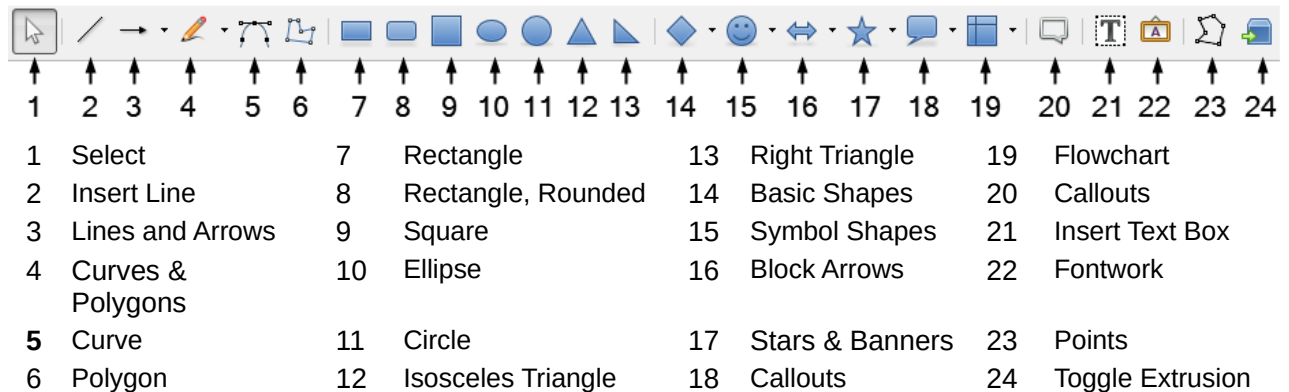 T A
1 2 3 4 5 6 7 8 9 10 11 12 13 14 15 16 17 18 19 20 21 22 23 24
1 Select 7 Rectangle 13 Right Triangle 19 Flowchart
2 Insert Line 8 Rectangle, Rounded 14 Basic Shapes 20 Callouts
3 Lines and Arrows 9 Square 15 Symbol Shapes 21 Insert Text Box
4 Curves & 10 Ellipse 16 Block Arrows 22 Fontwork
Polygons
5 Curve 11 Circle 17 Stars & Banners 23 Points
6 Polygon 12 Isosceles Triangle 18 Callouts 24 Toggle Extrusion